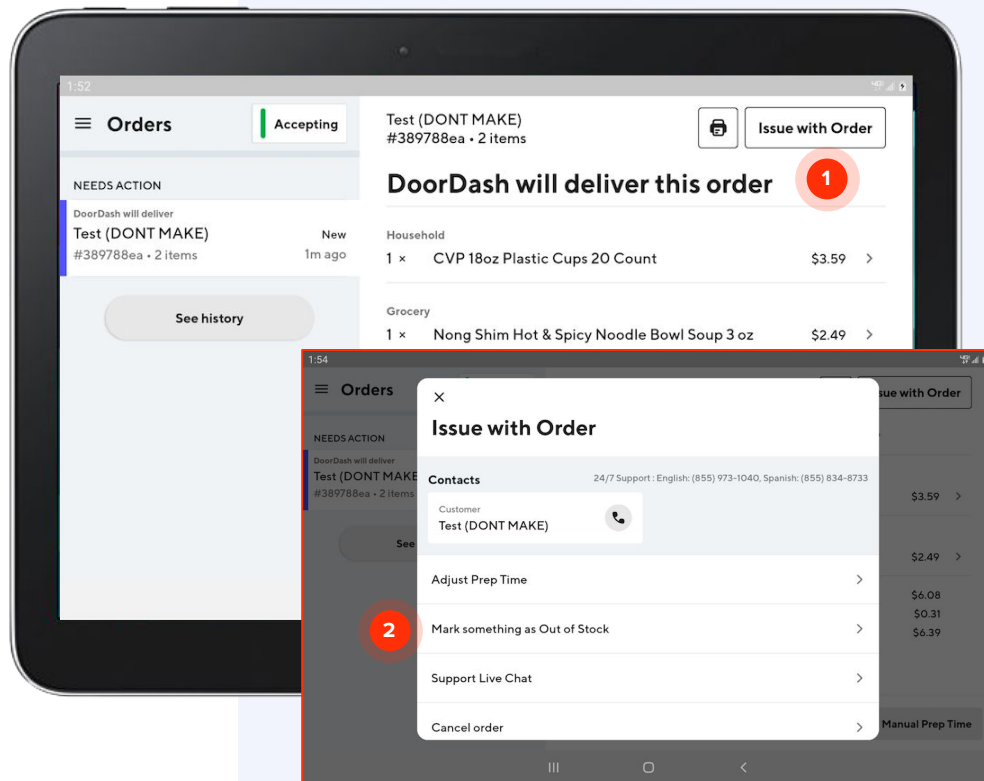 1:52
Orders
Accepting
NEEDS ACTION
DoorDash will deliver
Test (DONT MAKE)
New
#389788ea • 2 items
1m ago
See history
Test (DONT MAKE)
#389788ea • 2 items
Issue with Order
DoorDash will deliver this order
1
Household
1 × CVP 18oz Plastic Cups 20 Count $3.59
Grocery
1 × Nong Shim Hot & Spicy Noodle Bowl Soup 3 oz $2.49
1:54
Orders
sue with Order
NEEDS ACTION
DoorDash will deliver
Test (DONT MAKE
#389788ea • 2 items
See
Issue with Order
Contacts
24/7 Support : English: (855) 973-1040, Spanish: (855) 834-8733
Customer
Test (DONT MAKE)
Adjust Prep Time
2
Mark something as Out of Stock
Support Live Chat
Cancel order
$3.59
$2.49
$6.08
$0.31
$6.39
Manual Prep Time